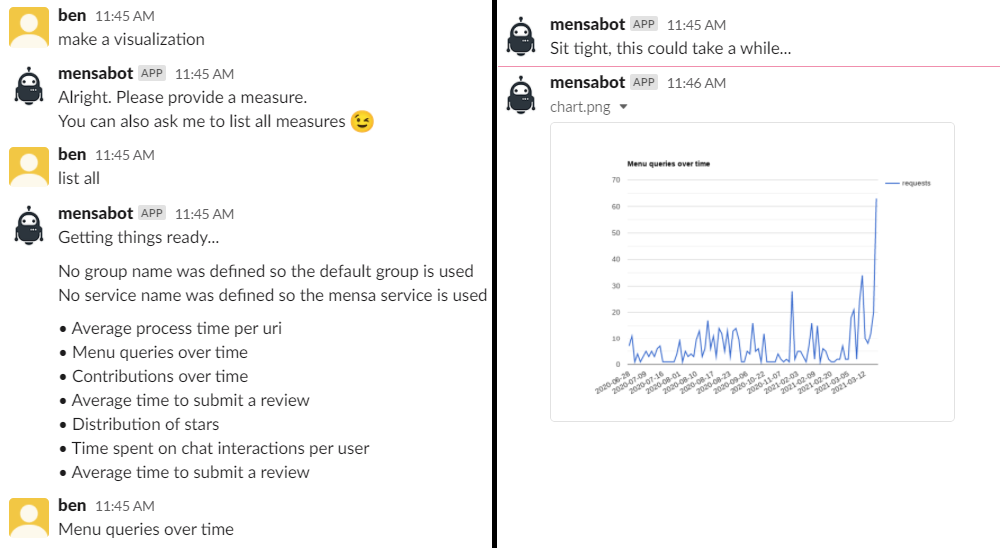 ben 11:45 AM
make a visualization
mensabot APP 11:45 AM
Alright. Please provide a measure.
You can also ask me to list all measures 😉
ben 11:45 AM
list all
mensabot APP 11:45 AM
Getting things ready...
No group name was defined so the default group is used
No service name was defined so the mensa service is used
• Average process time per uri
• Menu queries over time
• Contributions over time
• Average time to submit a review
• Distribution of stars
• Time spent on chat interactions per user
• Average time to submit a review
ben 11:45 AM
Menu queries over time
mensabot APP 11:45 AM
Sit tight, this could take a while...
mensabot APP 11:46 AM
chart.png
Menu queries over time
requests
70
60
50
40
30
20
10
0
2020-06-28
2020-07-09
2020-07-16
2020-08-01
2020-08-10
2020-08-17
2020-08-23
2020-09-06
2020-10-22
2020-11-07
2021-02-03
2021-02-09
2021-02-20
2021-03-05
2021-03-12